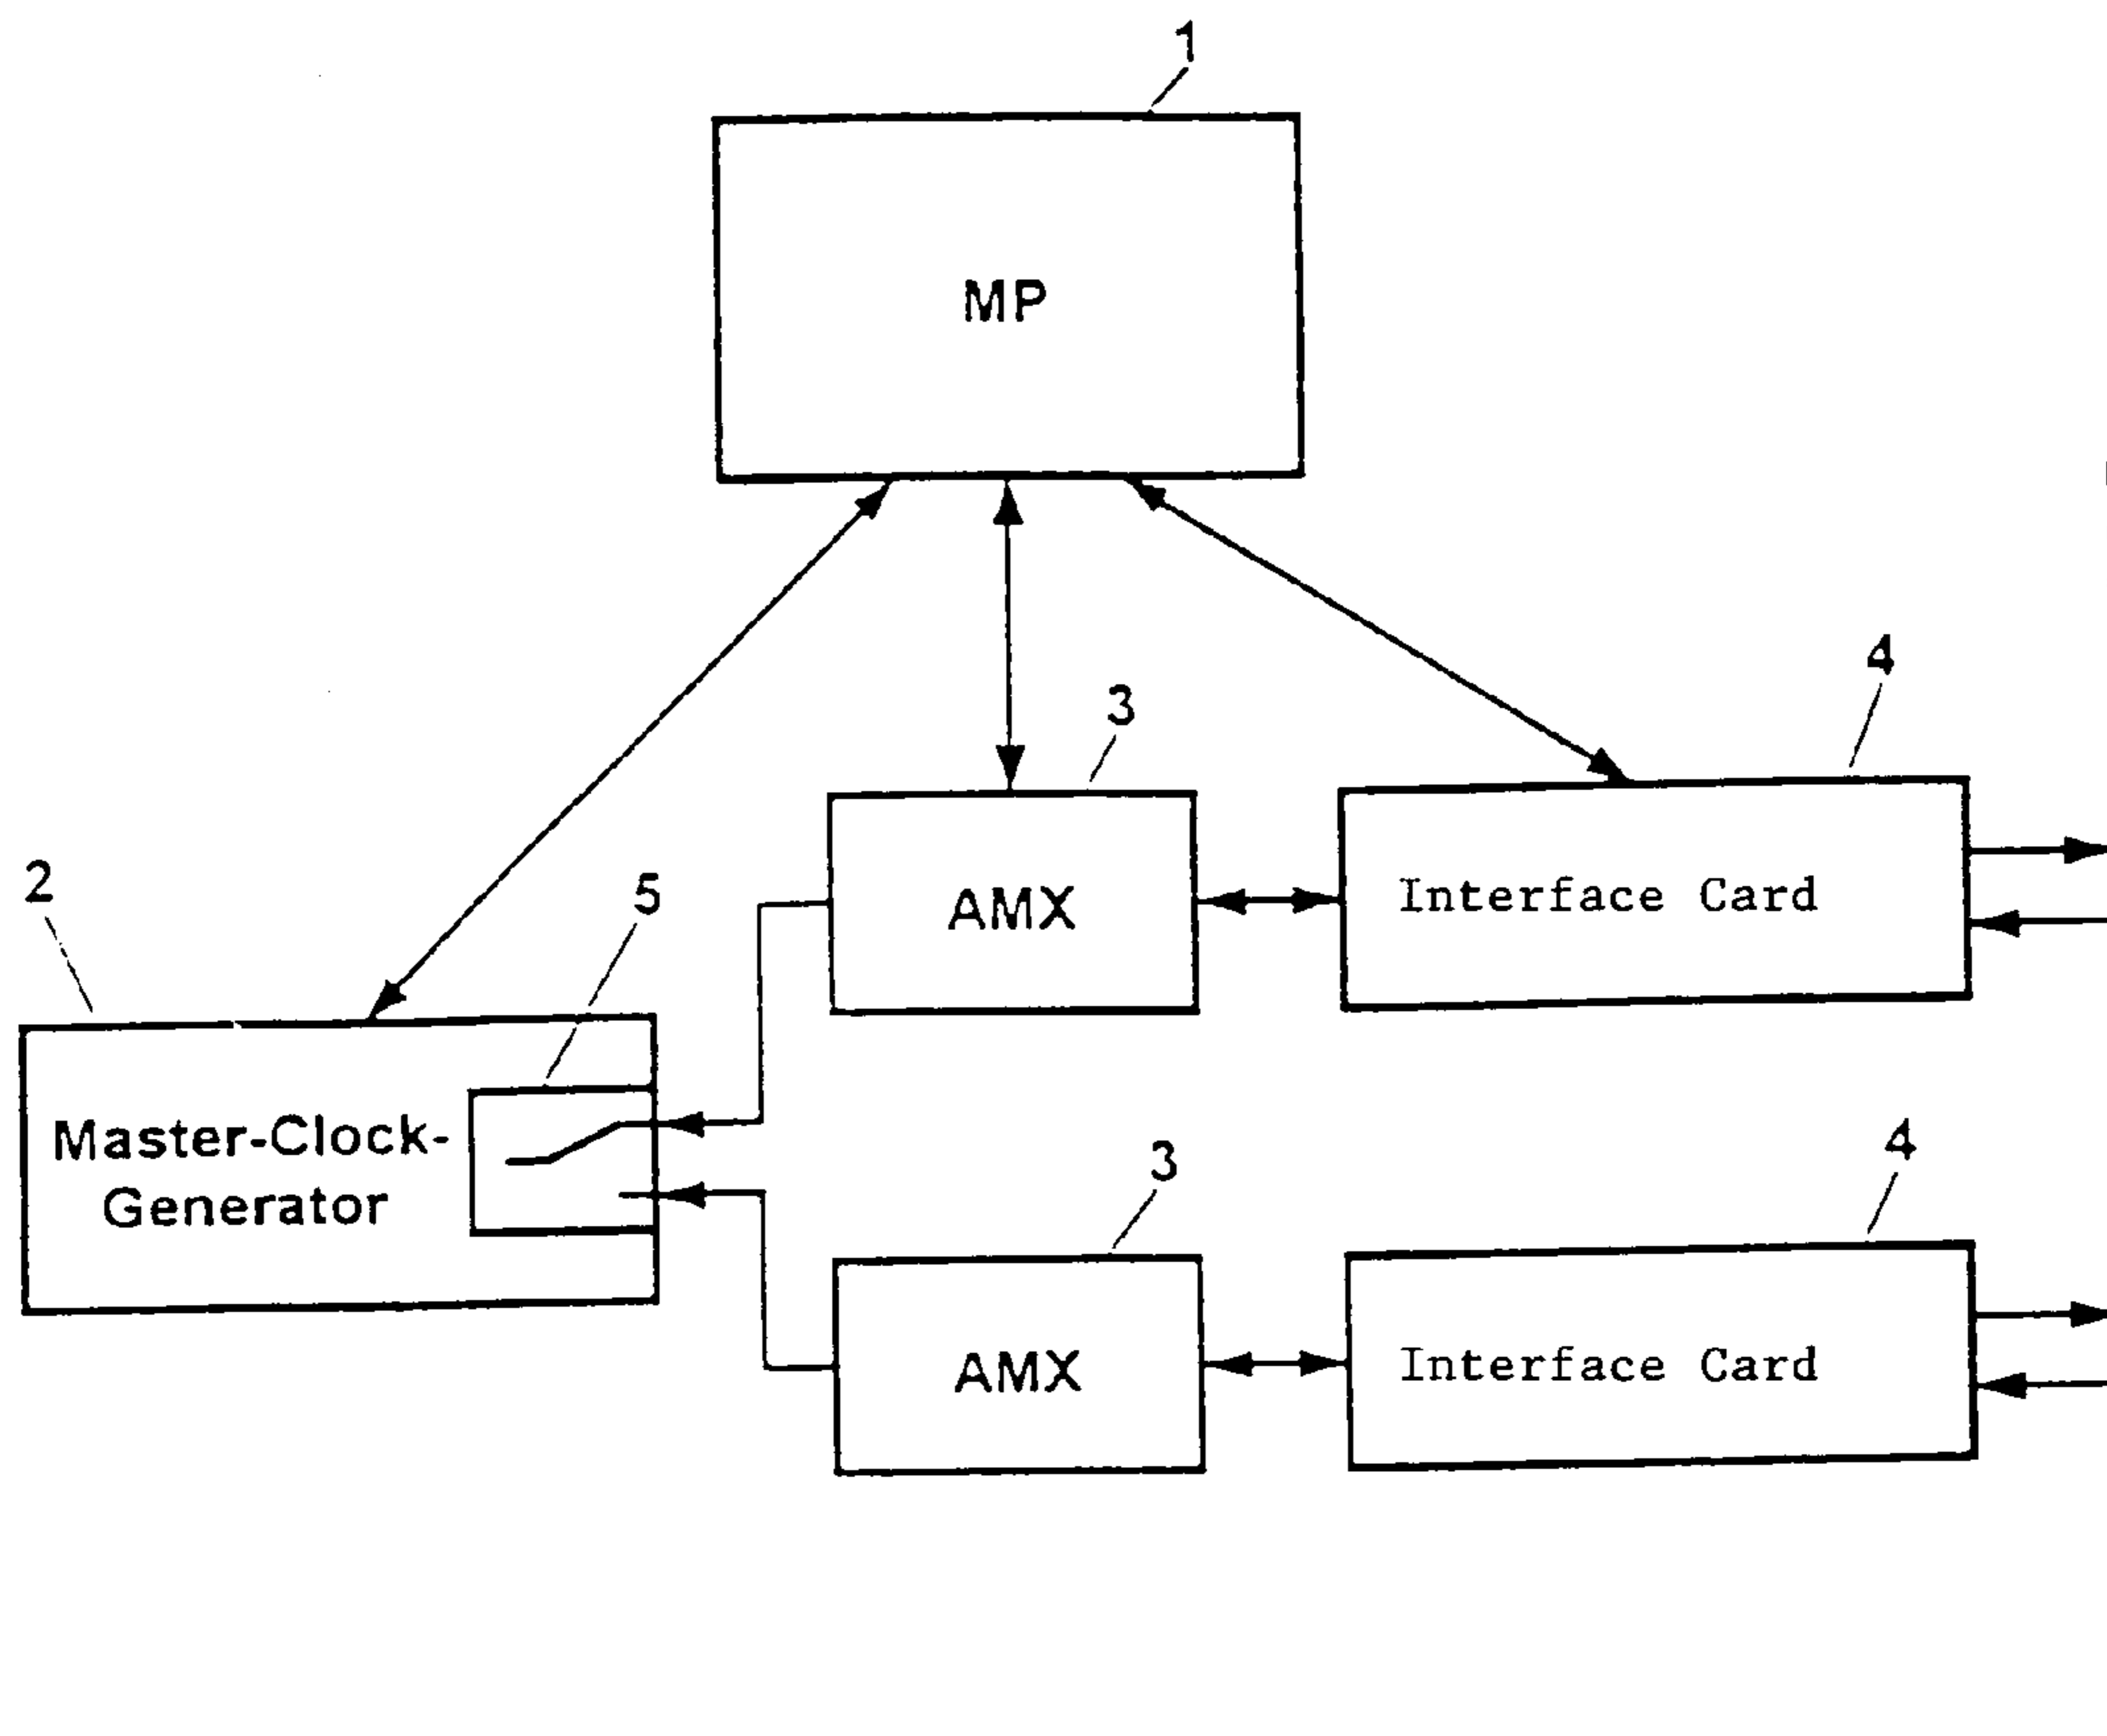 1
MP
4
3
2
5
AMX
Interface Card
Master-Clock-
Generator
3
4
AMX
Interface Card